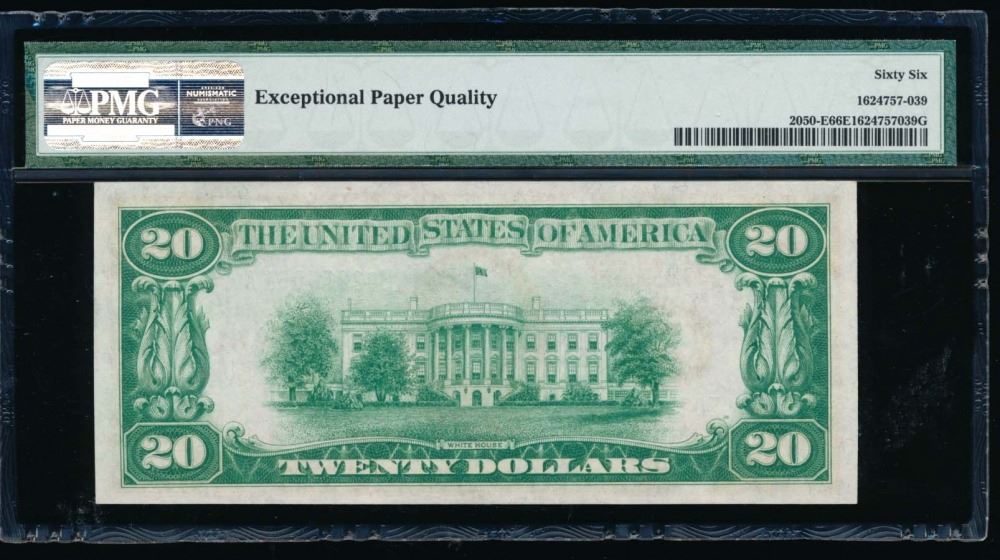 PMG
PAPER MONEY GUARANTY
AMERICAN
NUMISMATIC
ASSOCIATION
PNG
Exceptional Paper Quality
Sixty Six
1624757-039
2050-E66E1624757039G
20 THE UNITED STATES OF AMERICA 20
WHITE HOUSE
20 TWENTY DOLLARS 20